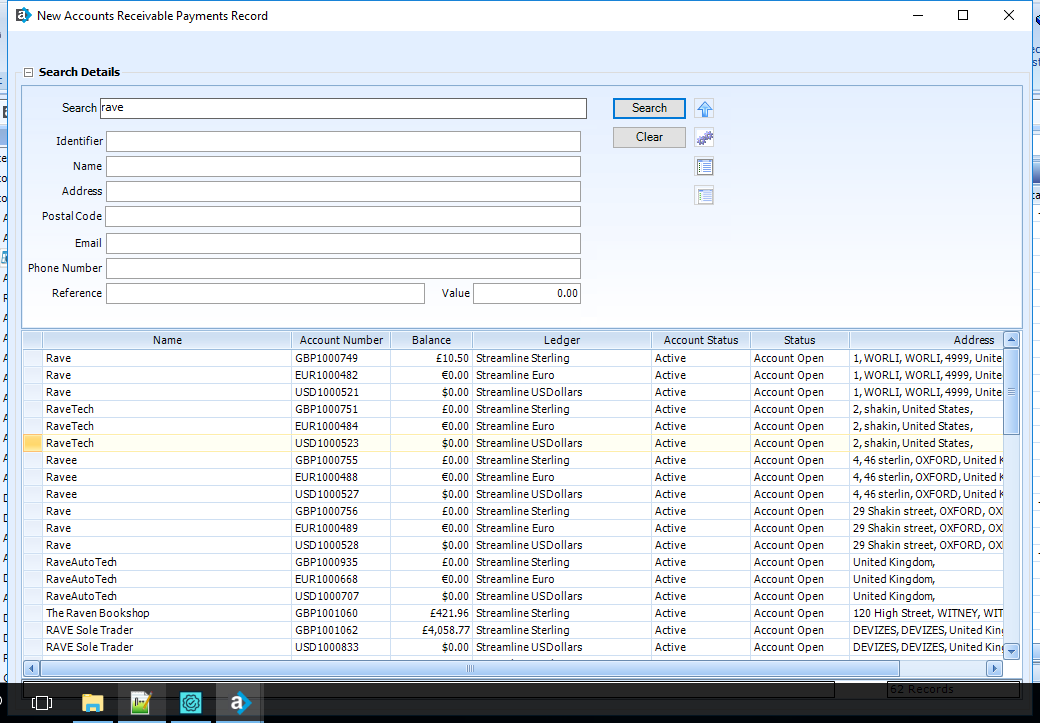 New Accounts Receivable Payments Record
Search Details
Search rave Search
Clear
Identifier
Name
Address
Postal Code
Email
Phone Number
Reference Value 0.00
Name Account Number Balance Ledger Account Status Status Address
Rave GBP1000749 £10.50 Streamline Sterling Active Account Open 1, WORLI, WORLI, 4999, Unite
Rave EUR1000482 €0.00 Streamline Euro Active Account Open 1, WORLI, WORLI, 4999, Unite
Rave USD1000521 $0.00 Streamline USDollars Active Account Open 1, WORLI, WORLI, 4999, Unite
RaveTech GBP1000751 £0.00 Streamline Sterling Active Account Open 2, shakin, United States,
RaveTech EUR1000484 €0.00 Streamline Euro Active Account Open 2, shakin, United States,
RaveTech USD1000523 $0.00 Streamline USDollars Active Account Open 2, shakin, United States,
Ravee GBP1000755 £0.00 Streamline Sterling Active Account Open 4, 46 sterlin, OXFORD, United K
Ravee EUR1000488 €0.00 Streamline Euro Active Account Open 4, 46 sterlin, OXFORD, United K
Ravee USD1000527 $0.00 Streamline USDollars Active Account Open 4, 46 sterlin, OXFORD, United K
Rave GBP1000756 £0.00 Streamline Sterling Active Account Open 29 Shakin street, OXFORD, OX
Rave EUR1000489 €0.00 Streamline Euro Active Account Open 29 Shakin street, OXFORD, OX
Rave USD1000528 $0.00 Streamline USDollars Active Account Open 29 Shakin street, OXFORD, OX
RaveAutoTech GBP1000935 £0.00 Streamline Sterling Active Account Open United Kingdom,
RaveAutoTech EUR1000668 €0.00 Streamline Euro Active Account Open United Kingdom,
RaveAutoTech USD1000707 $0.00 Streamline USDollars Active Account Open United Kingdom,
The Raven Bookshop GBP1001060 £421.96 Streamline Sterling Active Account Open 120 High Street, WITNEY, WIT
RAVE Sole Trader GBP1001062 £4,058.77 Streamline Sterling Active Account Open DEVIZES, DEVIZES, United King
RAVE Sole Trader USD1000833 $0.00 Streamline USDollars Active Account Open DEVIZES, DEVIZES, United King
62 Records